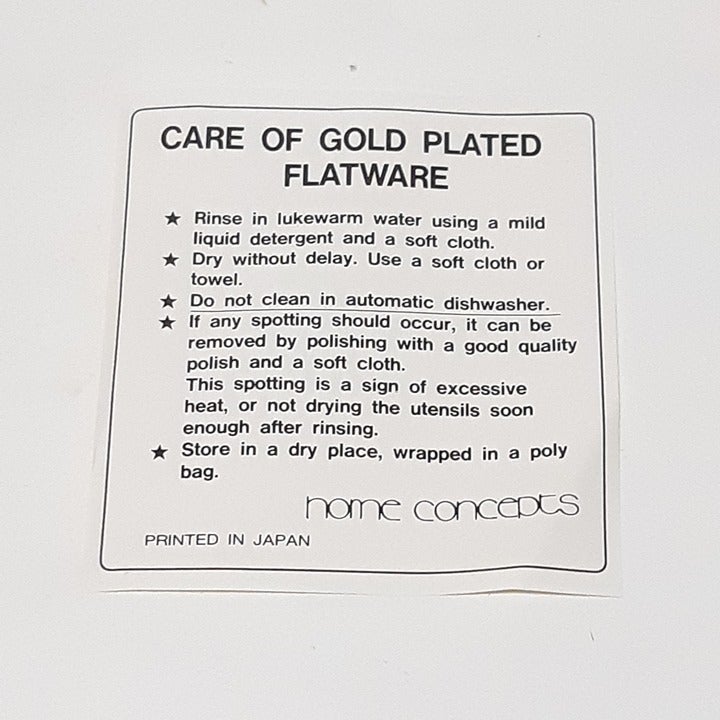 CARE OF GOLD PLATED
FLATWARE
★ Rinse in lukewarm water using a mild
liquid detergent and a soft cloth.
★ Dry without delay. Use a soft cloth or
towel.
★ Do not clean in automatic dishwasher.
★ If any spotting should occur, it can be
removed by polishing with a good quality
polish and a soft cloth.
This spotting is a sign of excessive
heat, or not drying the utensils soon
enough after rinsing.
★ Store in a dry place, wrapped in a poly
bag.
home concepts
PRINTED IN JAPAN